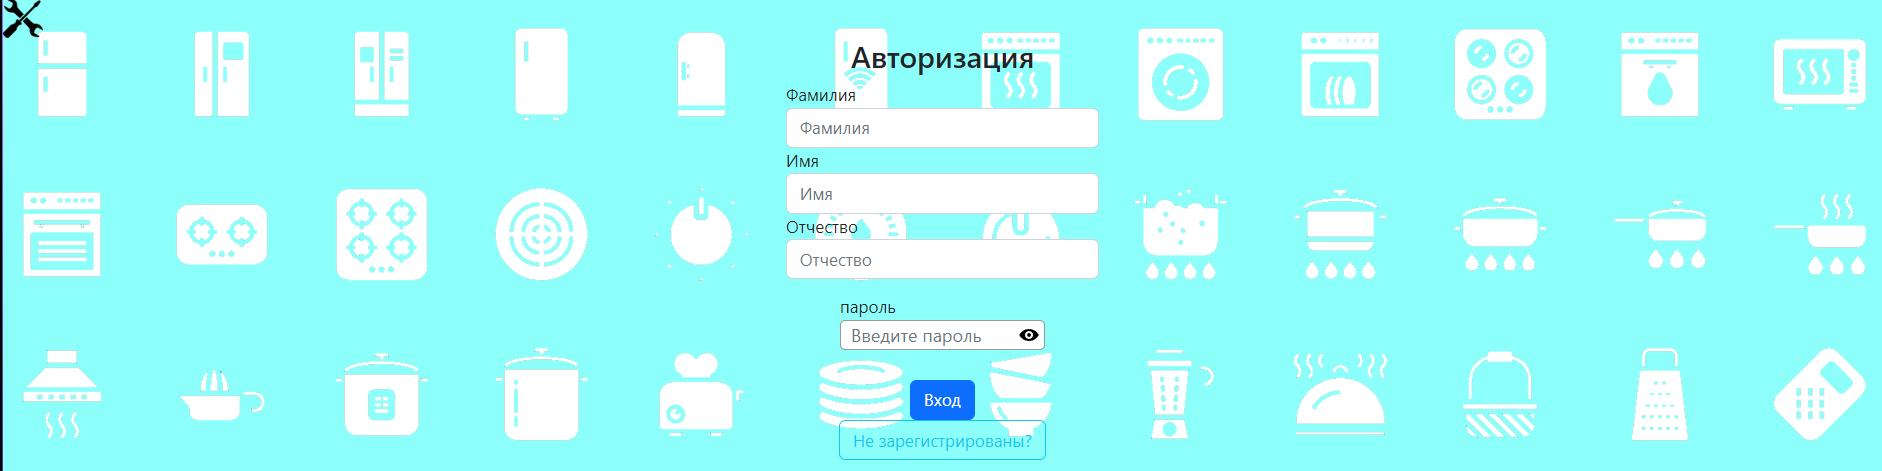 Авторизация
Фамилия
Фамилия
Имя
Имя
Отчество
Отчество
пароль
Введите пароль
Вход
Не зарегистрированы?